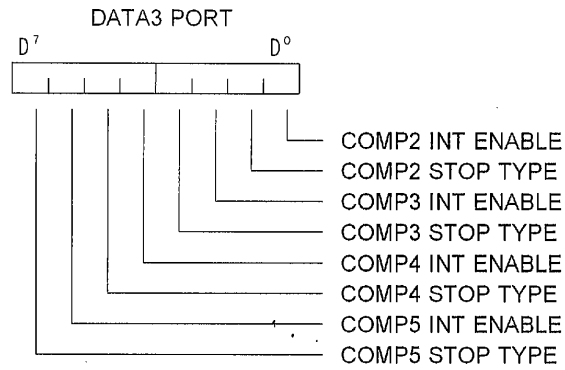 DATA3 PORT
D⁷ D⁰
COMP2 INT ENABLE
COMP2 STOP TYPE
COMP3 INT ENABLE
COMP3 STOP TYPE
COMP4 INT ENABLE
COMP4 STOP TYPE
COMP5 INT ENABLE
COMP5 STOP TYPE